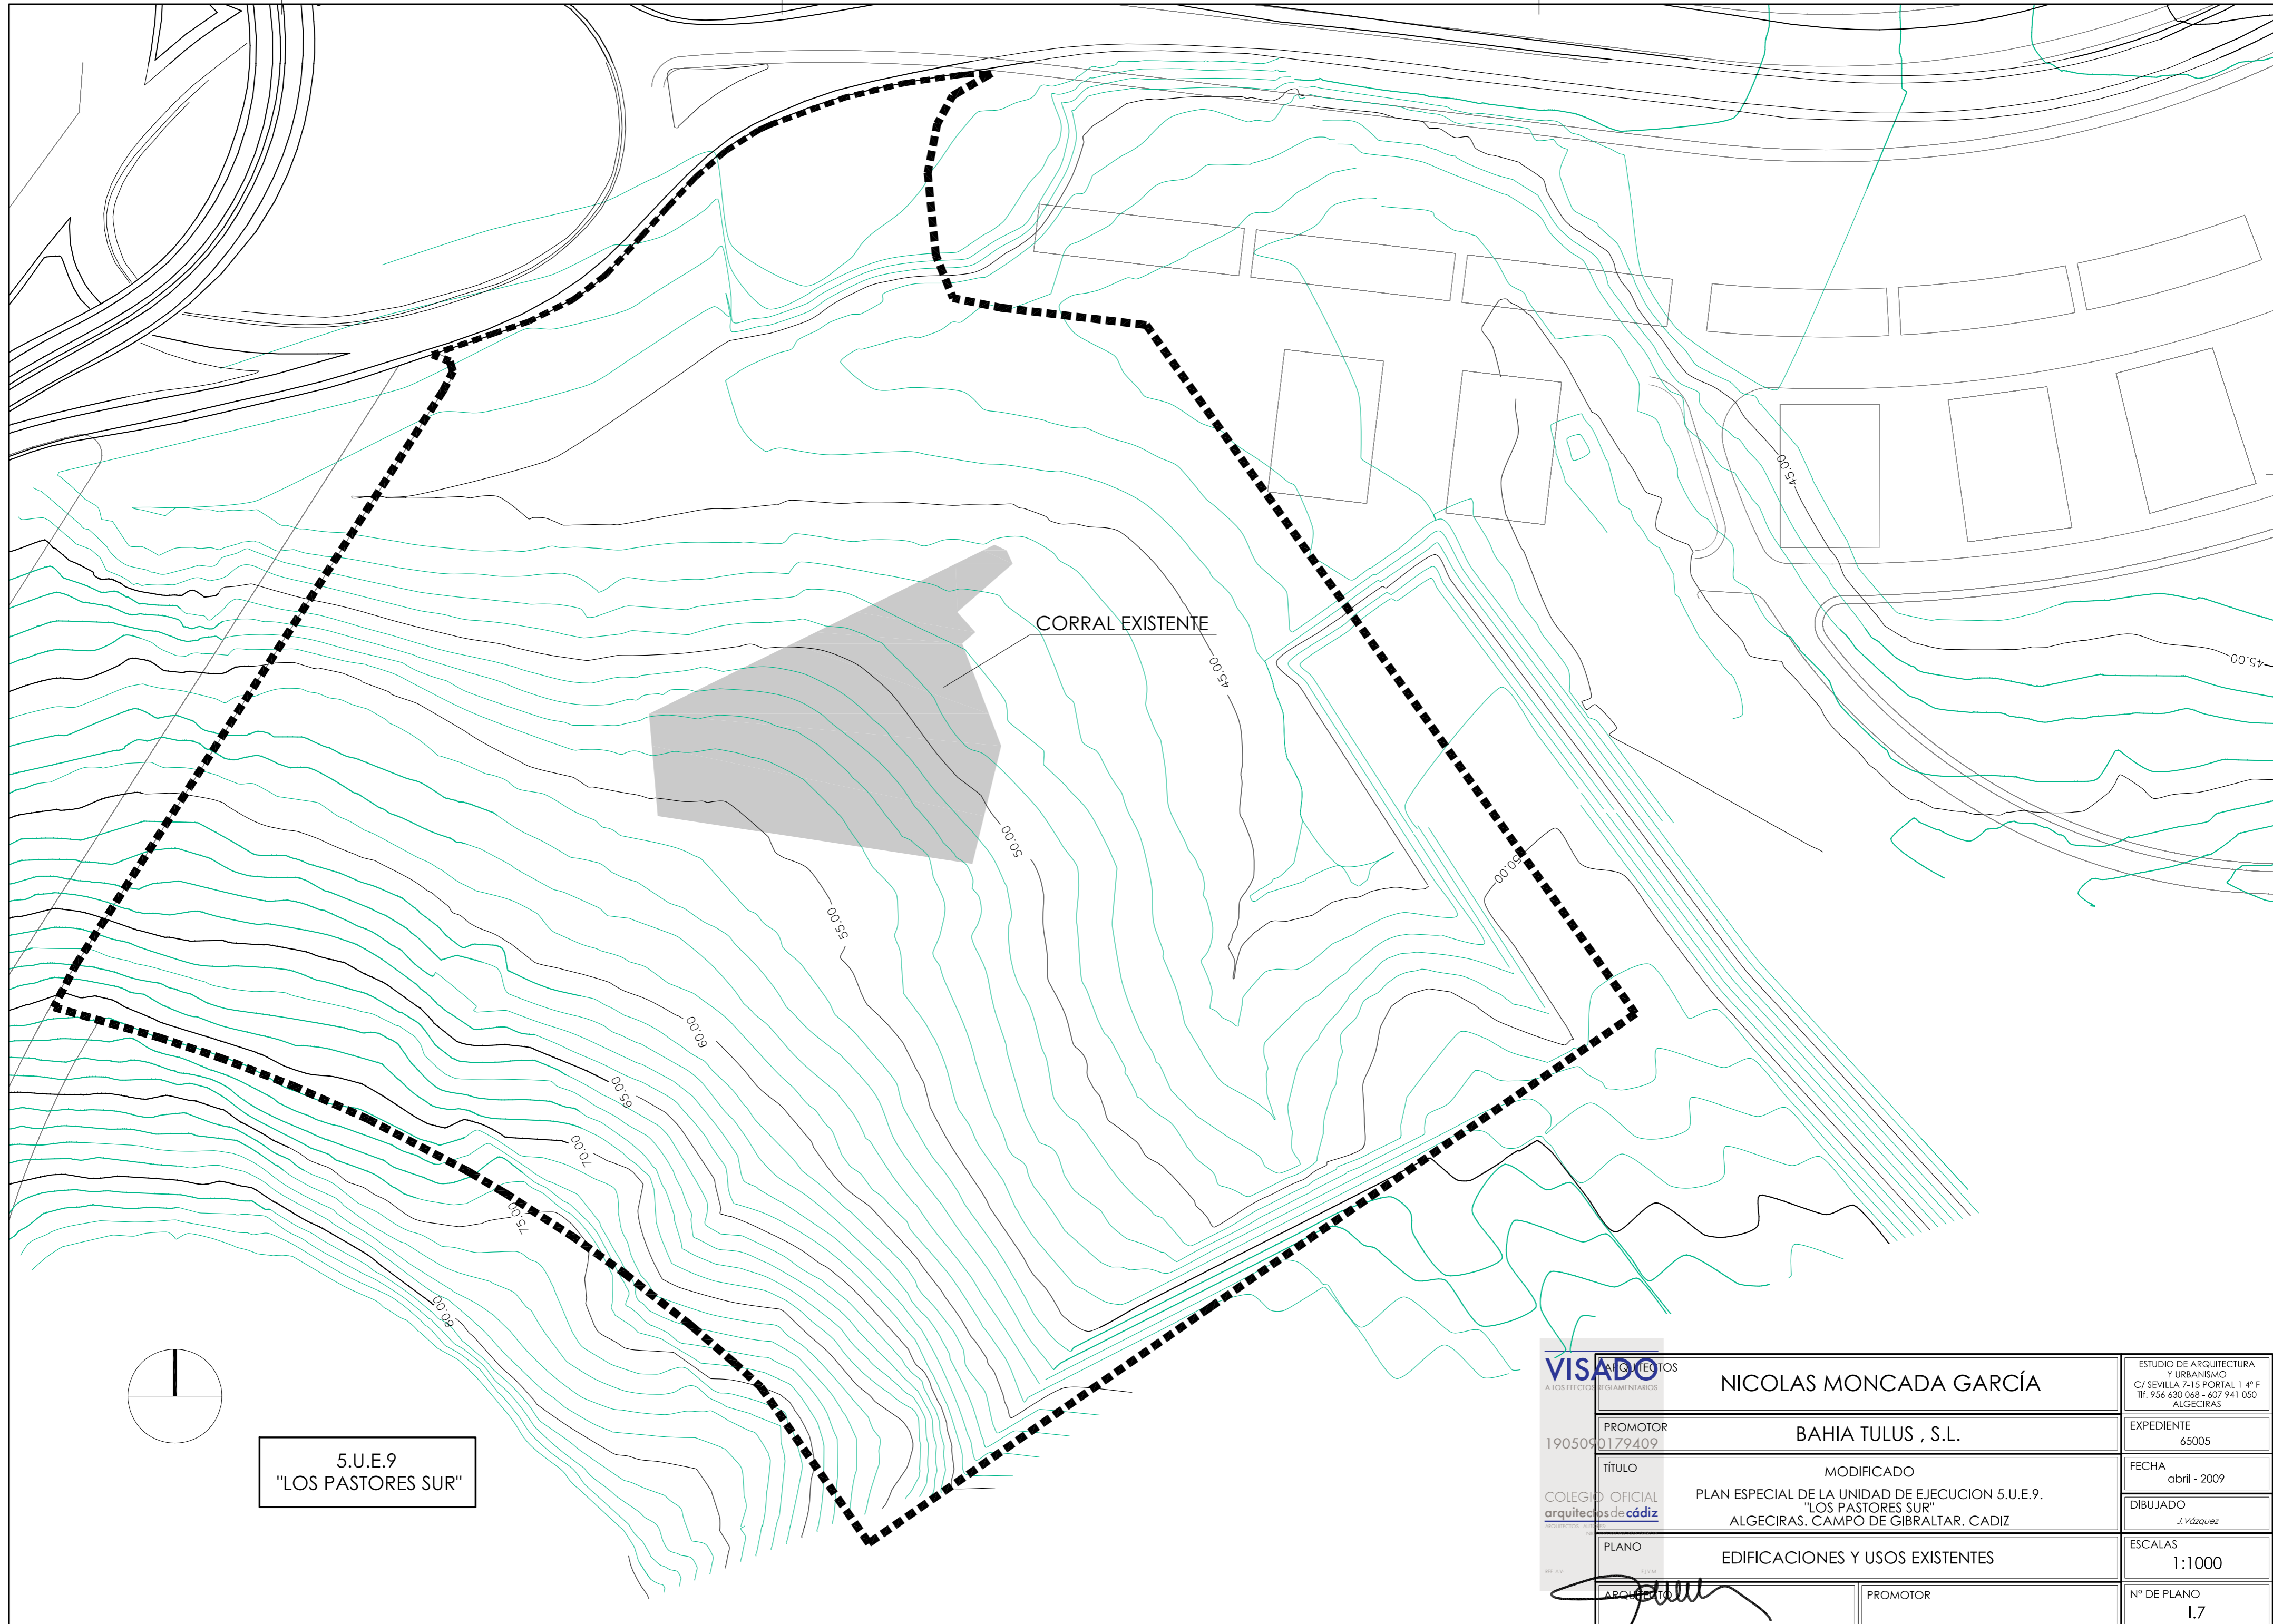 45.00
45.00
CORRAL EXISTENTE
45.00
50.00
50.00
55.00
60.00
65.00
70.00
75.00
80.00
5.U.E.9
"LOS PASTORES SUR"
VISADO
A LOS EFECTOS REGLAMENTARIOS
1905090179409
COLEGIO OFICIAL
arquitectos de cádiz
ARQUITECTOS
NICOLAS MONCADA GARCÍA
ESTUDIO DE ARQUITECTURA
Y URBANISMO
C/ SEVILLA 7-15 PORTAL 1 4º F
Tlf. 956 630 068 - 607 941 050
ALGECIRAS
PROMOTOR
BAHIA TULUS , S.L.
EXPEDIENTE
65005
TÍTULO
MODIFICADO
PLAN ESPECIAL DE LA UNIDAD DE EJECUCION 5.U.E.9.
"LOS PASTORES SUR"
ALGECIRAS. CAMPO DE GIBRALTAR. CADIZ
FECHA
abril - 2009
DIBUJADO
J.Vázquez
PLANO
EDIFICACIONES Y USOS EXISTENTES
ESCALAS
1:1000
ARQUITECTO
PROMOTOR
Nº DE PLANO
I.7